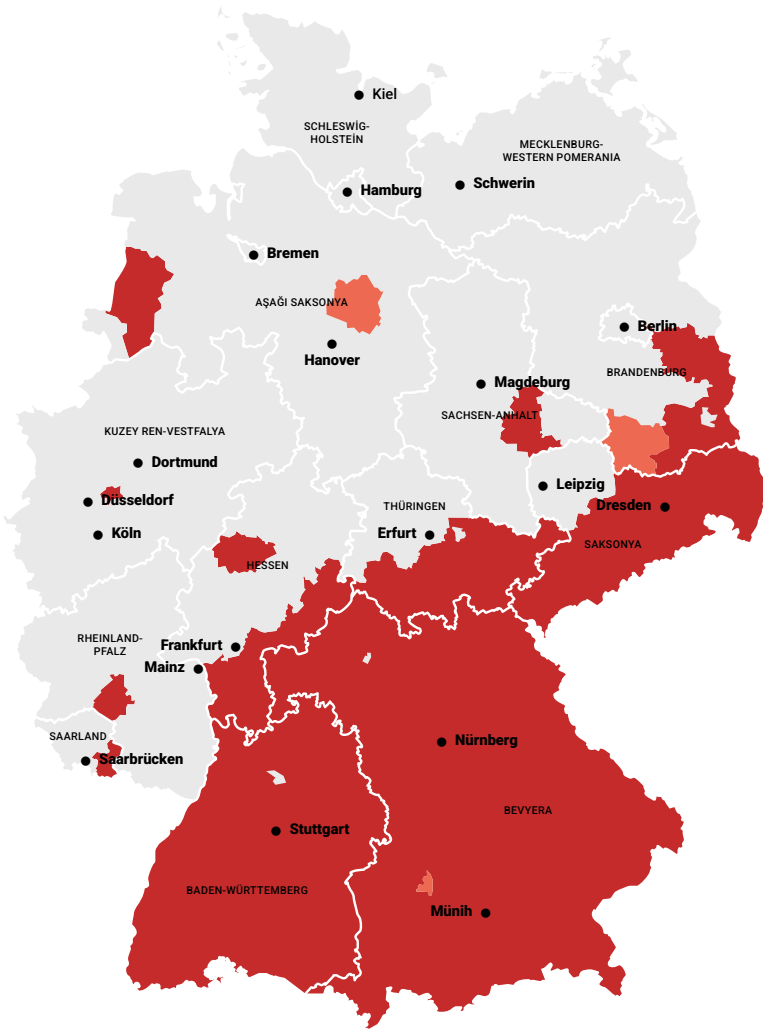 Kiel
SCHLESWİG-
HOLSTEİN
MECKLENBURG-
WESTERN POMERANIA
Hamburg
Schwerin
Bremen
AŞAĞI SAKSONYA
Berlin
Hanover
BRANDENBURG
Magdeburg
SACHSEN-ANHALT
KUZEY REN-VESTFALYA
Dortmund
Leipzig
Düsseldorf
THÜRINGEN
Dresden
Köln
Erfurt
SAKSONYA
HESSEN
RHEINLAND-
PFALZ
Frankfurt
Mainz
SAARLAND
Nürnberg
Saarbrücken
BEVYERA
Stuttgart
BADEN-WÜRTTEMBERG
Münih